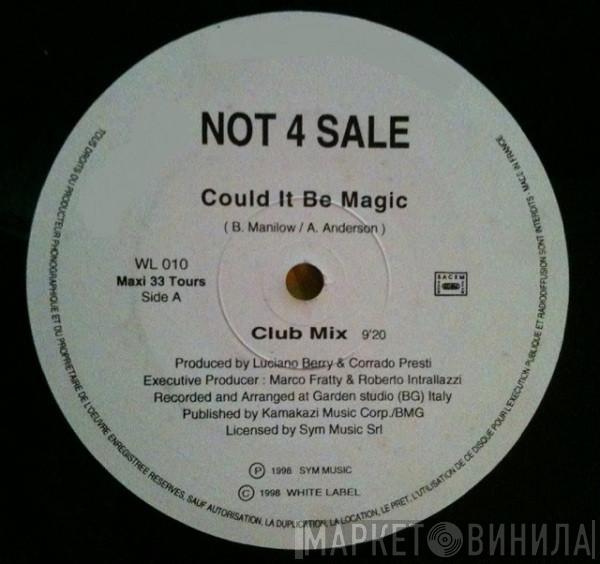 NOT 4 SALE
Could It Be Magic
( B. Manilow / A. Anderson )
WL 010
Maxi 33 Tours
Side A
SACEM
Club Mix 9'20
Produced by Luciano Berry & Corrado Presti
Executive Producer : Marco Fratty & Roberto Intrallazzi
Recorded and Arranged at Garden studio (BG) Italy
Published by Kamakazi Music Corp./BMG
Licensed by Sym Music Srl
Ⓟ 1998 SYM MUSIC
© 1998 WHITE LABEL
TOUS DROITS DU PRODUCTEUR PHONOGRAPHIQUE ET DU PROPRIETAIRE DE L'OEUVRE ENREGISTREE RESERVES, SAUF AUTORISATION, LA DUPLICATION, LA LOCATION, LE PRET, L'UTILISATION DE CE DISQUE POUR L'EXECUTION PUBLIQUE ET RADIODIFFUSION SONT INTERDITS - MADE IN FRANCE
МАРКЕТ ВИНИЛА